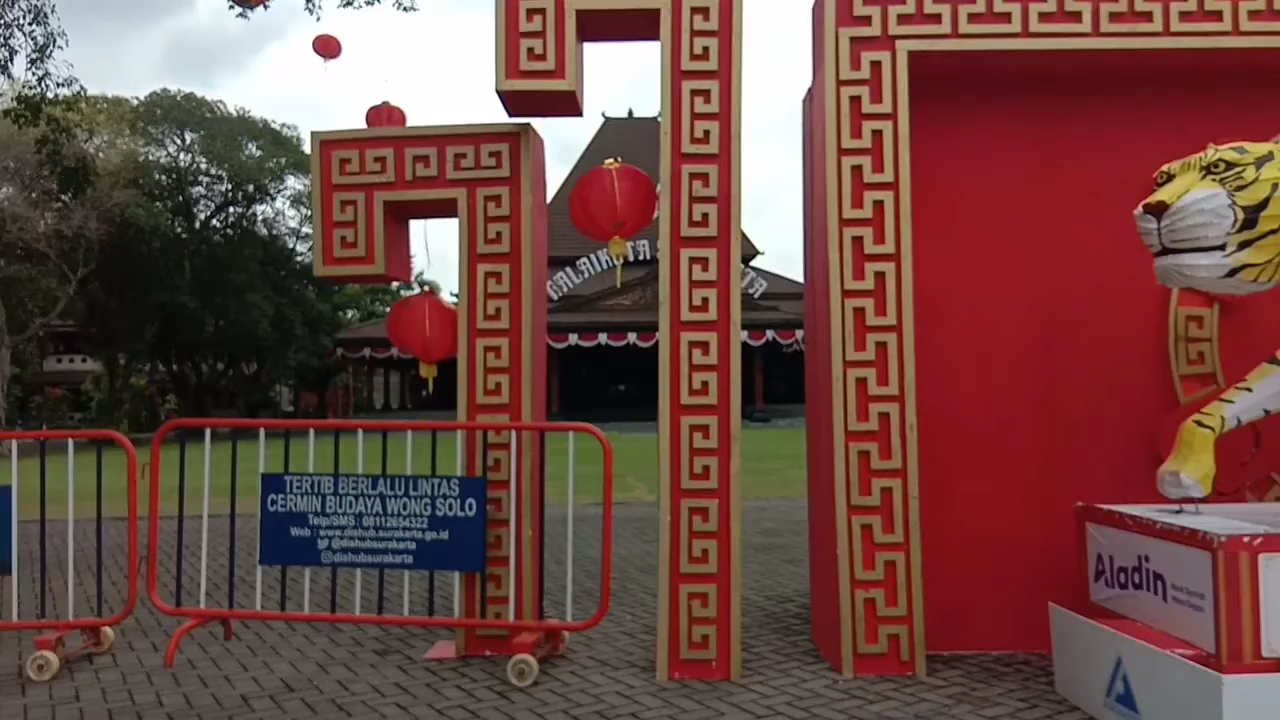 TERTIB BERLALU LINTAS
CERMIN BUDAYA WONG SOLO
Telp/SMS : 08112654322
Web : www.dishub.surakarta.go.id
@dishubsurakarta
@dishubsurakarta
Aladin